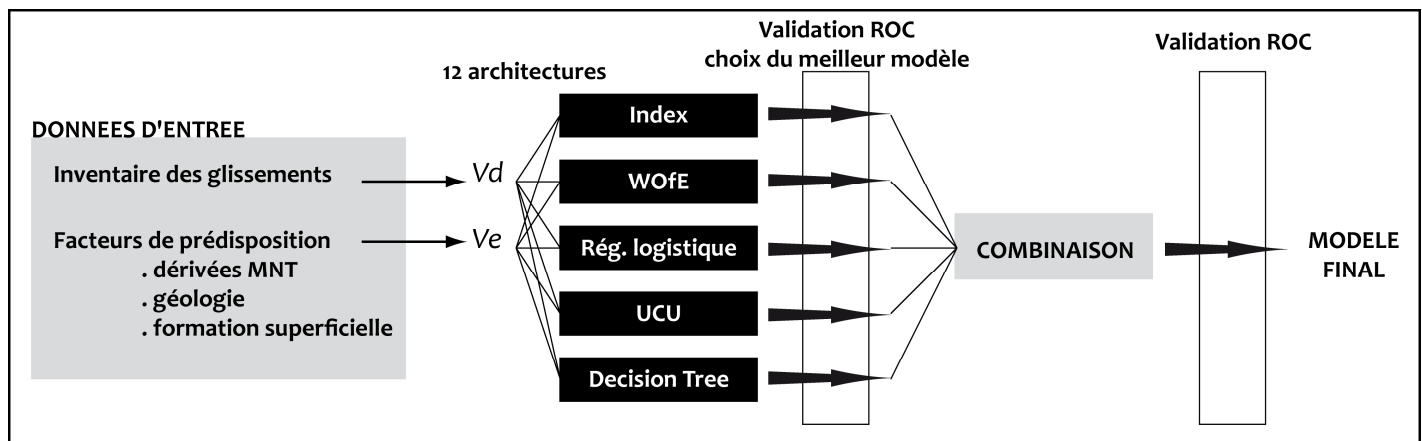 DONNEES D'ENTREE
Inventaire des glissements
Facteurs de prédisposition
. dérivées MNT
. géologie
. formation superficielle
Vd
Ve
12 architectures
Index
WOfE
Rég. logistique
UCU
Decision Tree
Validation ROC
choix du meilleur modèle
COMBINAISON
Validation ROC
MODELE
FINAL